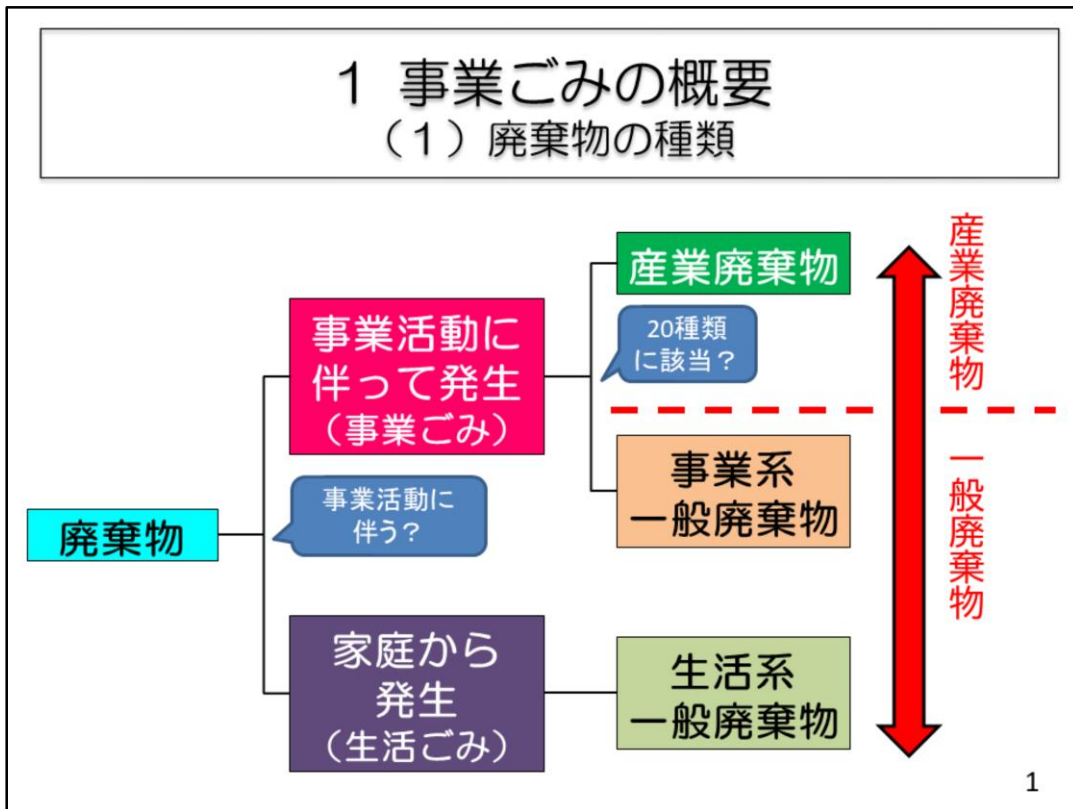 １ 事業ごみの概要
（１）廃棄物の種類
廃棄物
事業活動に
伴う？
事業活動に
伴って発生
（事業ごみ）
20種類
に該当？
産業廃棄物
事業系
一般廃棄物
家庭から
発生
（生活ごみ）
生活系
一般廃棄物
産業廃棄物
一般廃棄物
1